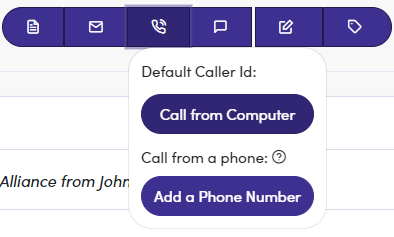 Default Caller Id:
Call from Computer
Call from a phone: ?
Add a Phone Number
Alliance from John